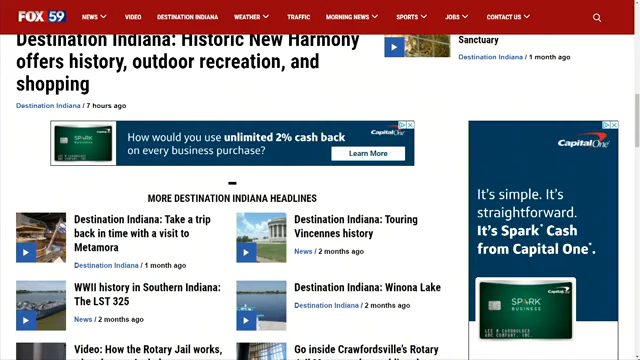 FOX 59
NEWS VIDEO DESTINATION INDIANA WEATHER TRAFFIC MORNING NEWS SPORTS JOBS CONTACT US
Destination Indiana: Historic New Harmony
offers history, outdoor recreation, and
shopping
Destination Indiana / 7 hours ago
Sanctuary
Destination Indiana / 1 month ago
SPARK
BUSINESS
How would you use unlimited 2% cash back
on every business purchase?
Capital One
Learn More
MORE DESTINATION INDIANA HEADLINES
Destination Indiana: Take a trip
back in time with a visit to
Metamora
Destination Indiana / 1 month ago
Destination Indiana: Touring
Vincennes history
News / 2 months ago
WWII history in Southern Indiana:
The LST 325
News / 2 months ago
Destination Indiana: Winona Lake
Destination Indiana / 2 months ago
Video: How the Rotary Jail works,
Go inside Crawfordsville's Rotary
Capital One
It's simple. It's
straightforward.
It's Spark* Cash
from Capital One*.
SPARK
BUSINESS